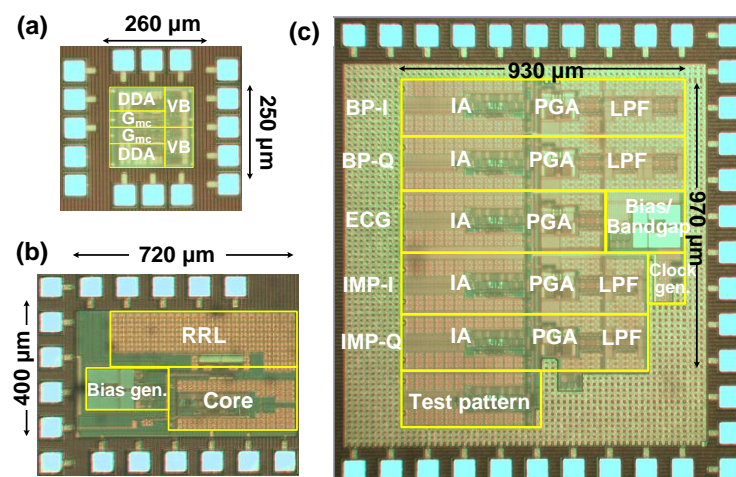 (a)
260 µm
DDA
VB
Gmc
Gmc
DDA
VB
250 µm
(b)
720 µm
400 µm
RRL
Bias gen.
Core
(c)
930 µm
970 µm
BP-I
IA
PGA
LPF
BP-Q
IA
PGA
LPF
ECG
IA
PGA
Bias/
Bandgap
IMP-I
IA
PGA
LPF
Clock
gen.
IMP-Q
IA
PGA
LPF
Test pattern